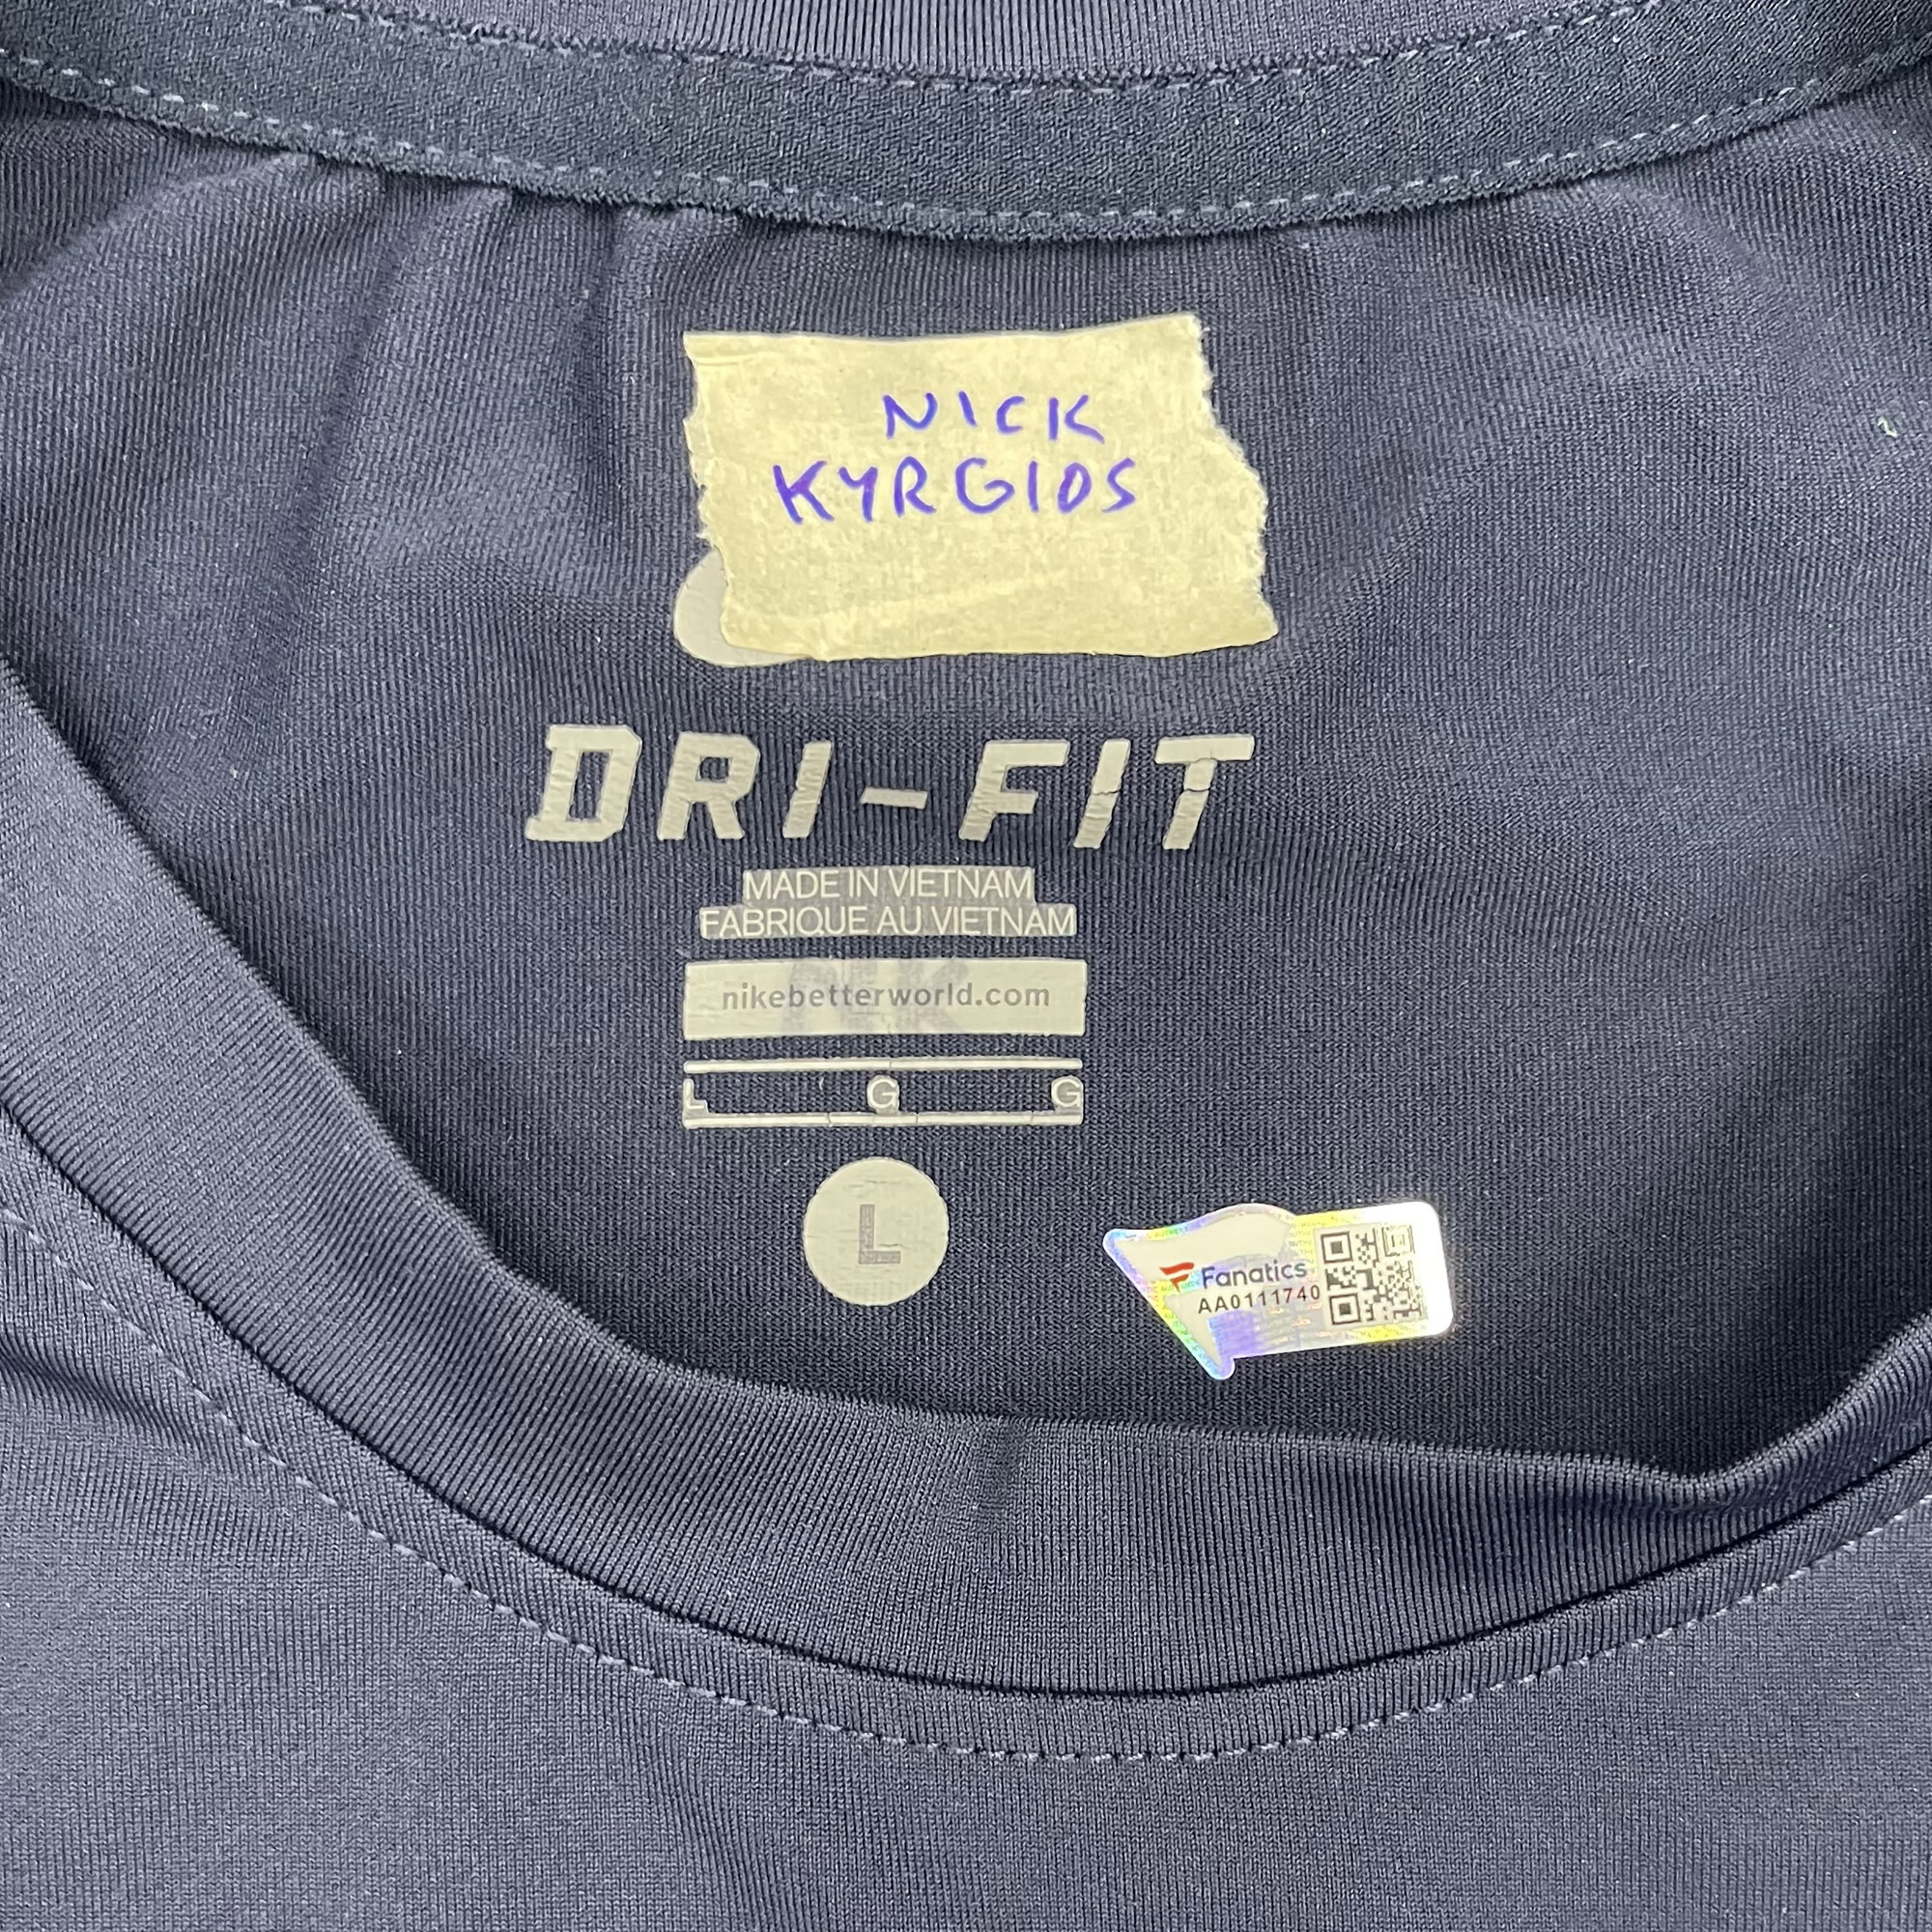 NICK
KYRGIOS
DRI-FIT
MADE IN VIETNAM
FABRIQUE AU VIETNAM
nikebetterworld.com
L G G
L
Fanatics
AA0111740